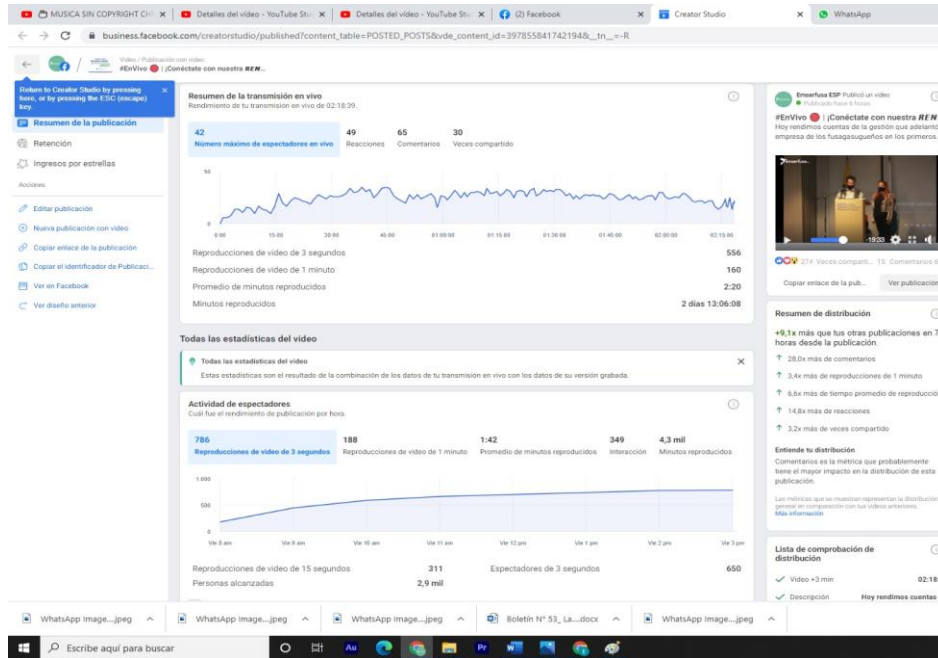 MUSICA SIN COPYRIGHT CH
Detalles del vídeo - YouTube Stu
Detalles del vídeo - YouTube Stu
(2) Facebook
Creator Studio
WhatsApp
business.facebook.com/creatorstudio/published?content_table=POSTED_POSTS&vde_content_id=397855841742194&__tn__=-R
Video / Publicación con video
#EnVivo 🔴 | ¡Conéctate con nuestra REN...
Return to Creator Studio by pressing
here, or by pressing the ESC (escape)
key.
Resumen de la publicación
Retención
Ingresos por estrellas
Acciones
Editar publicación
Nueva publicación con video
Copiar enlace de la publicación
Copiar el identificador de Publicaci...
Ver en Facebook
Ver diseño anterior
Resumen de la transmisión en vivo
Rendimiento de tu transmisión en vivo de 02:18:39.
42 49 65 30
Número máximo de espectadores en vivo Reacciones Comentarios Veces compartido
50
0
0:00 15:00 30:00 45:00 01:00:00 01:15:00 01:30:00 01:45:00 02:00:00 02:15:00
Reproducciones de video de 3 segundos 556
Reproducciones de video de 1 minuto 160
Promedio de minutos reproducidos 2:20
Minutos reproducidos 2 días 13:06:08
Todas las estadísticas del video
Todas las estadísticas del video
Estas estadísticas son el resultado de la combinación de los datos de tu transmisión en vivo con los datos de su versión grabada.
Actividad de espectadores
Cuál fue el rendimiento de publicación por hora.
786 188 1:42 349 4,3 mil
Reproducciones de video de 3 segundos Reproducciones de video de 1 minuto Promedio de minutos reproducidos Interacción Minutos reproducidos
1.000
500
0
Vie 8 am Vie 9 am Vie 10 am Vie 11 am Vie 12 pm Vie 1 pm Vie 2 pm Vie 3 pm
Reproducciones de video de 15 segundos 311 Espectadores de 3 segundos 650
Personas alcanzadas 2,9 mil
Emserfusa ESP Publicó un video
Publicado hace 6 horas
#EnVivo 🔴 | ¡Conéctate con nuestra REN
Hoy rendimos cuentas de la gestión que adelantó
empresa de los fusagasugueños en los primeros
-19:33
274 Veces comparti... 15 Comentarios 6
Copiar enlace de la pub... Ver publicación
Resumen de distribución
+9,1x más que tus otras publicaciones en 7
horas desde la publicación.
28,0x más de comentarios
3,4x más de reproducciones de 1 minuto
6,6x más de tiempo promedio de reproducció
14,8x más de reacciones
3,2x más de veces compartido
Entiende tu distribución
Comentarios es la métrica que probablemente
tiene el mayor impacto en la distribución de esta
publicación.
Las métricas que se muestran representan la distribución
general en comparación con tus videos anteriores.
Más información
Lista de comprobación de
distribución
Video +3 min 02:18
Descripción Hoy rendimos cuentas
WhatsApp Image....jpeg
WhatsApp Image....jpeg
WhatsApp Image....jpeg
Boletín N° 53_ La....docx
WhatsApp Image....jpeg
Escribe aquí para buscar
Au
Pr